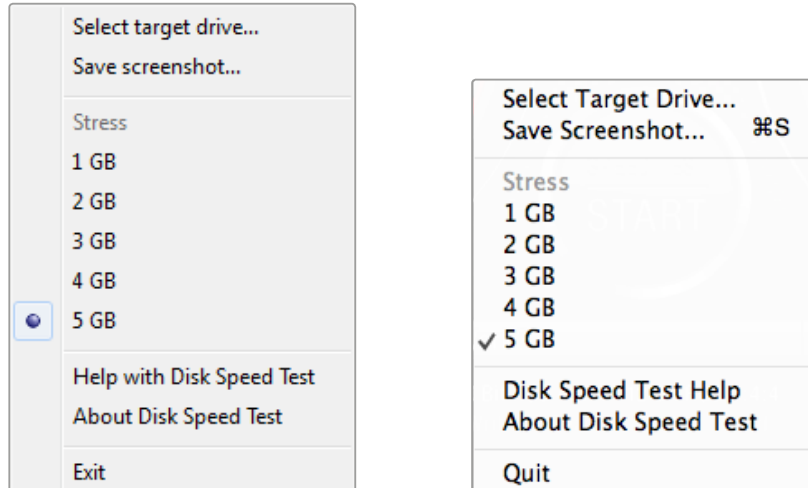 Select target drive...
Save screenshot...
Stress
1 GB
2 GB
3 GB
4 GB
5 GB
Help with Disk Speed Test
About Disk Speed Test
Exit
Select Target Drive...
Save Screenshot... ⌘S
Stress
START
1 GB
2 GB
3 GB
4 GB
✓ 5 GB
Disk Speed Test Help
About Disk Speed Test
Quit